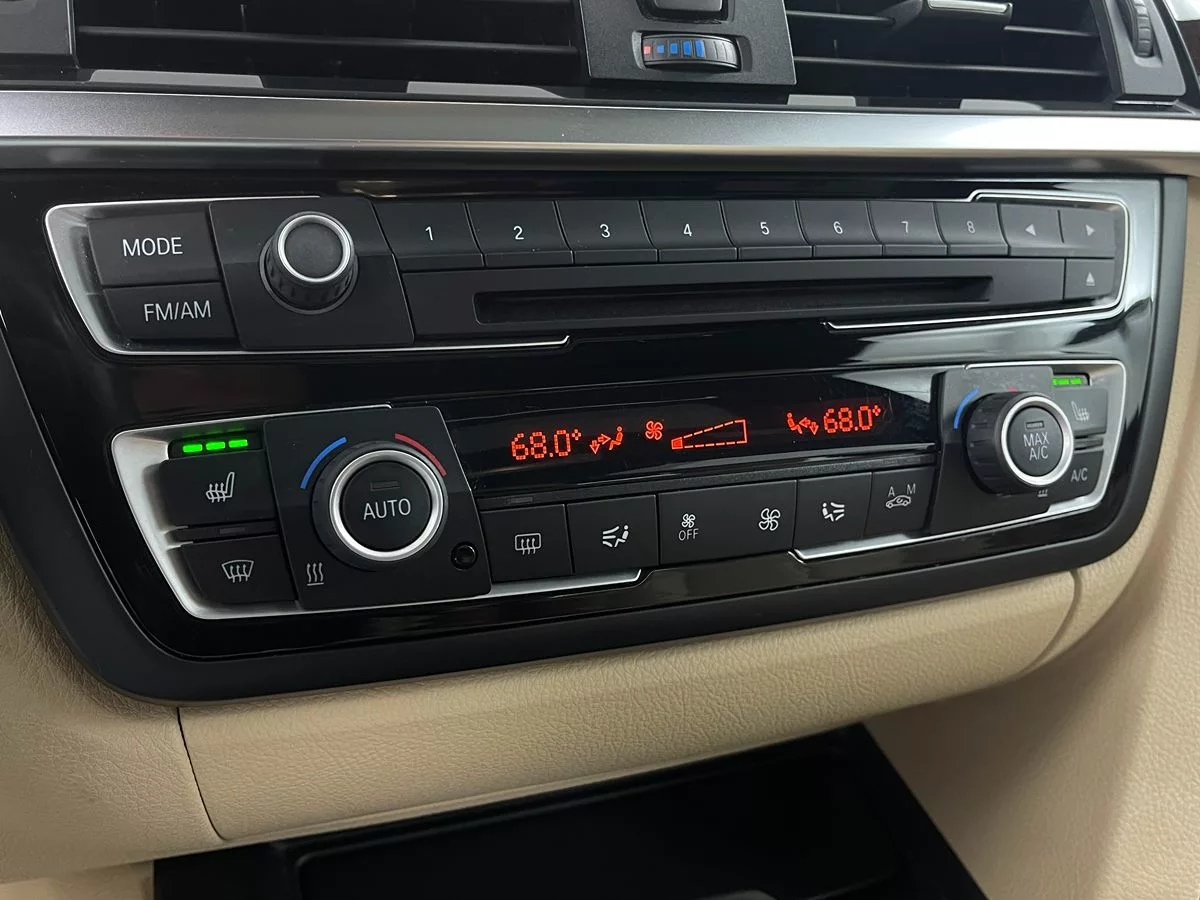 MODE
1 2 3 4 5 6 7 8
FM/AM
68.0°
68.0°
MAX
A/C
AUTO
A/C
OFF
A M